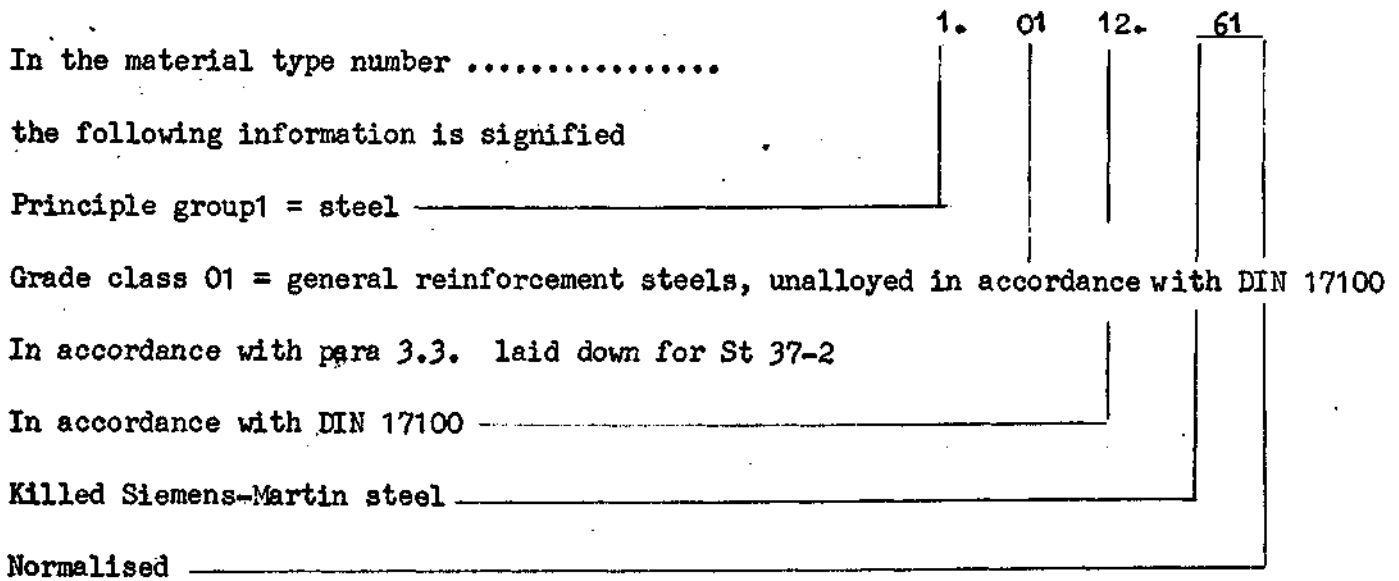 1. 01 12. 61
In the material type number ................
the following information is signified
Principle group1 = steel
Grade class 01 = general reinforcement steels, unalloyed in accordance with DIN 17100
In accordance with para 3.3. laid down for St 37-2
In accordance with DIN 17100
Killed Siemens-Martin steel
Normalised